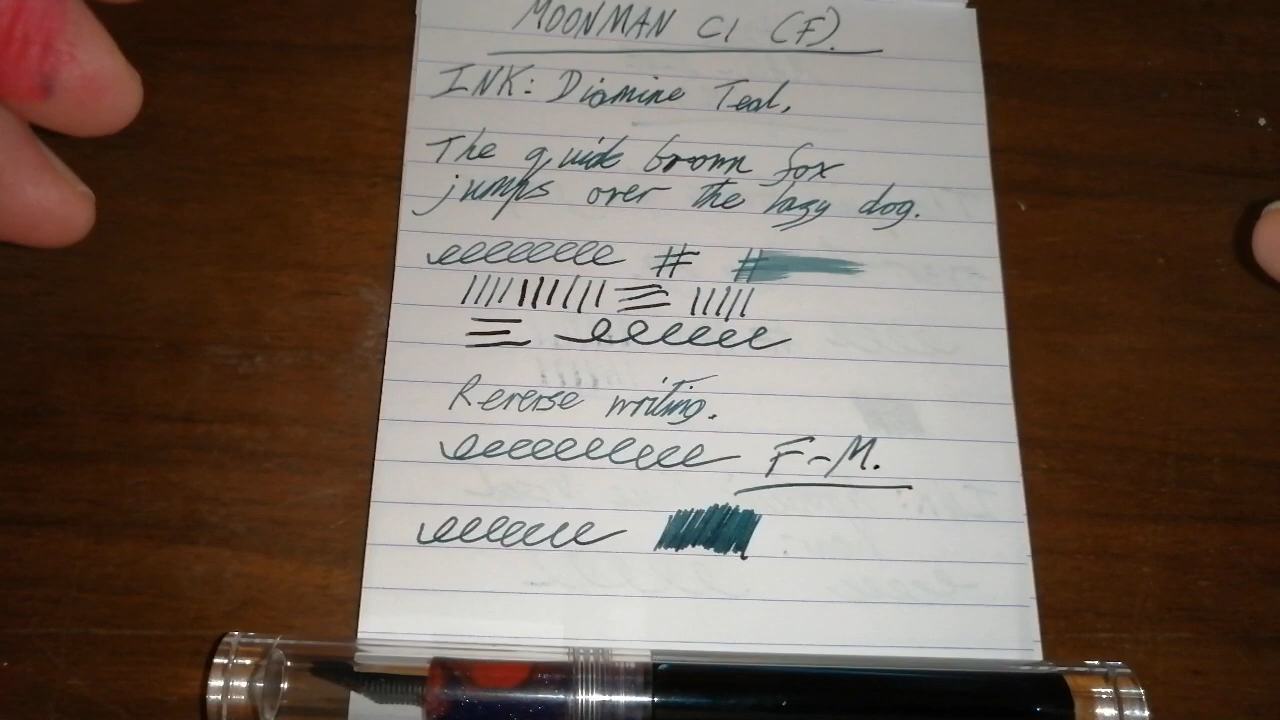 MOONMAN C1 (F).
INK: Diamine Teal.
The quick brown fox
jumps over the lazy dog.
# #
Reverse writing.
F-M.